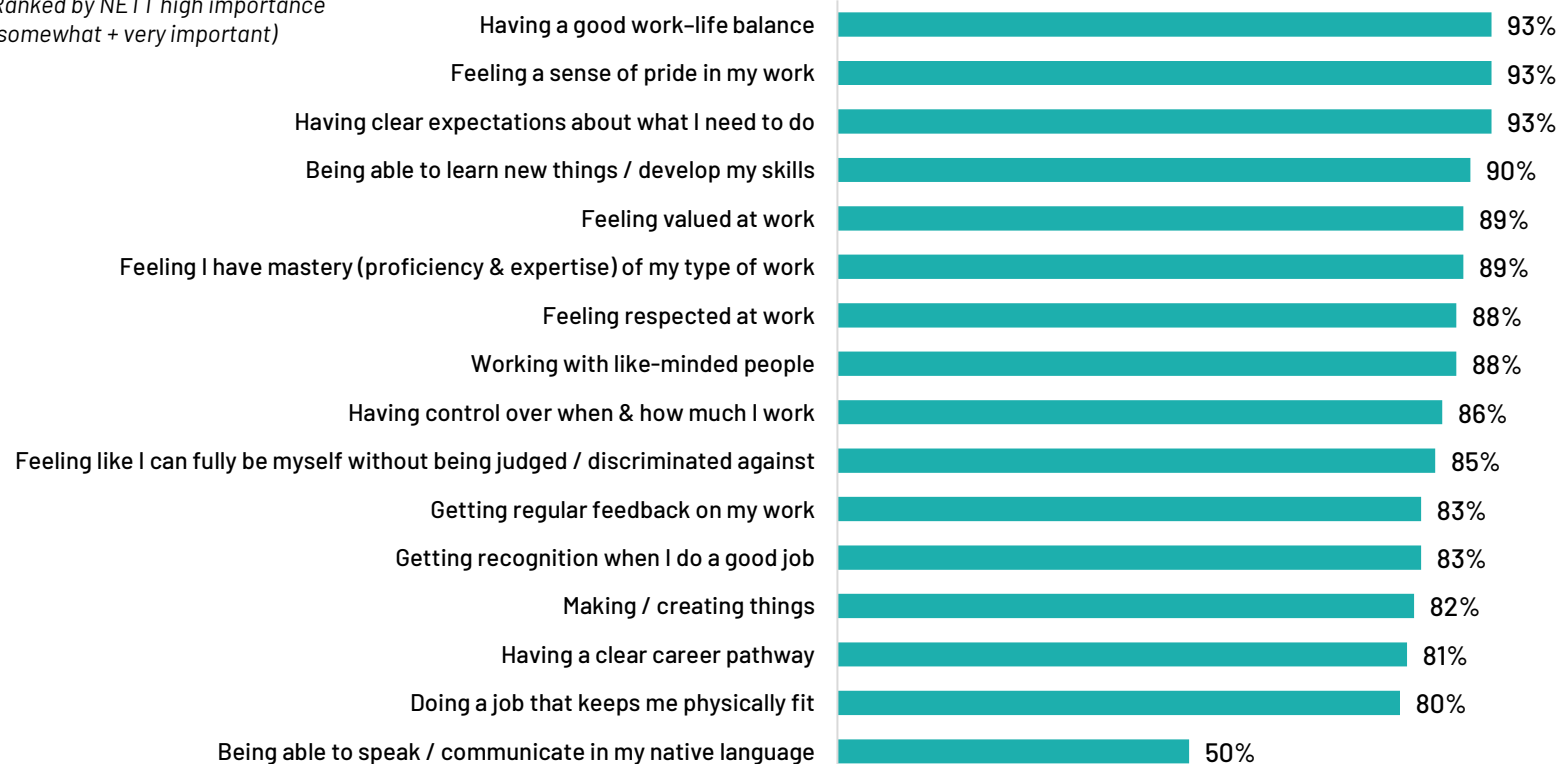 Ranked by NETT high importance
somewhat + very important)
Having a good work–life balance 93%
Feeling a sense of pride in my work 93%
Having clear expectations about what I need to do 93%
Being able to learn new things / develop my skills 90%
Feeling valued at work 89%
Feeling I have mastery (proficiency & expertise) of my type of work 89%
Feeling respected at work 88%
Working with like-minded people 88%
Having control over when & how much I work 86%
Feeling like I can fully be myself without being judged / discriminated against 85%
Getting regular feedback on my work 83%
Getting recognition when I do a good job 83%
Making / creating things 82%
Having a clear career pathway 81%
Doing a job that keeps me physically fit 80%
Being able to speak / communicate in my native language 50%